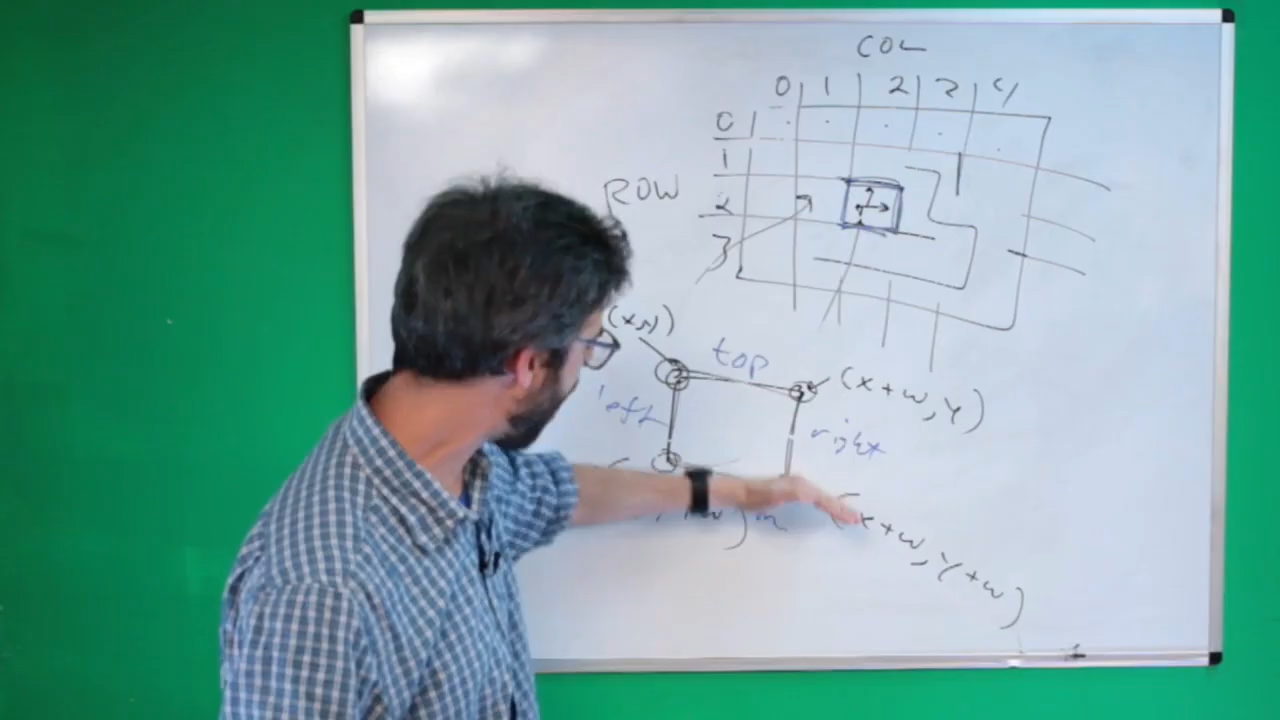 COL
0 1 2 3 4
0
1
ROW 2
3
(x,y)
top
(x+w,y)
left
right
(x+w,y+w)